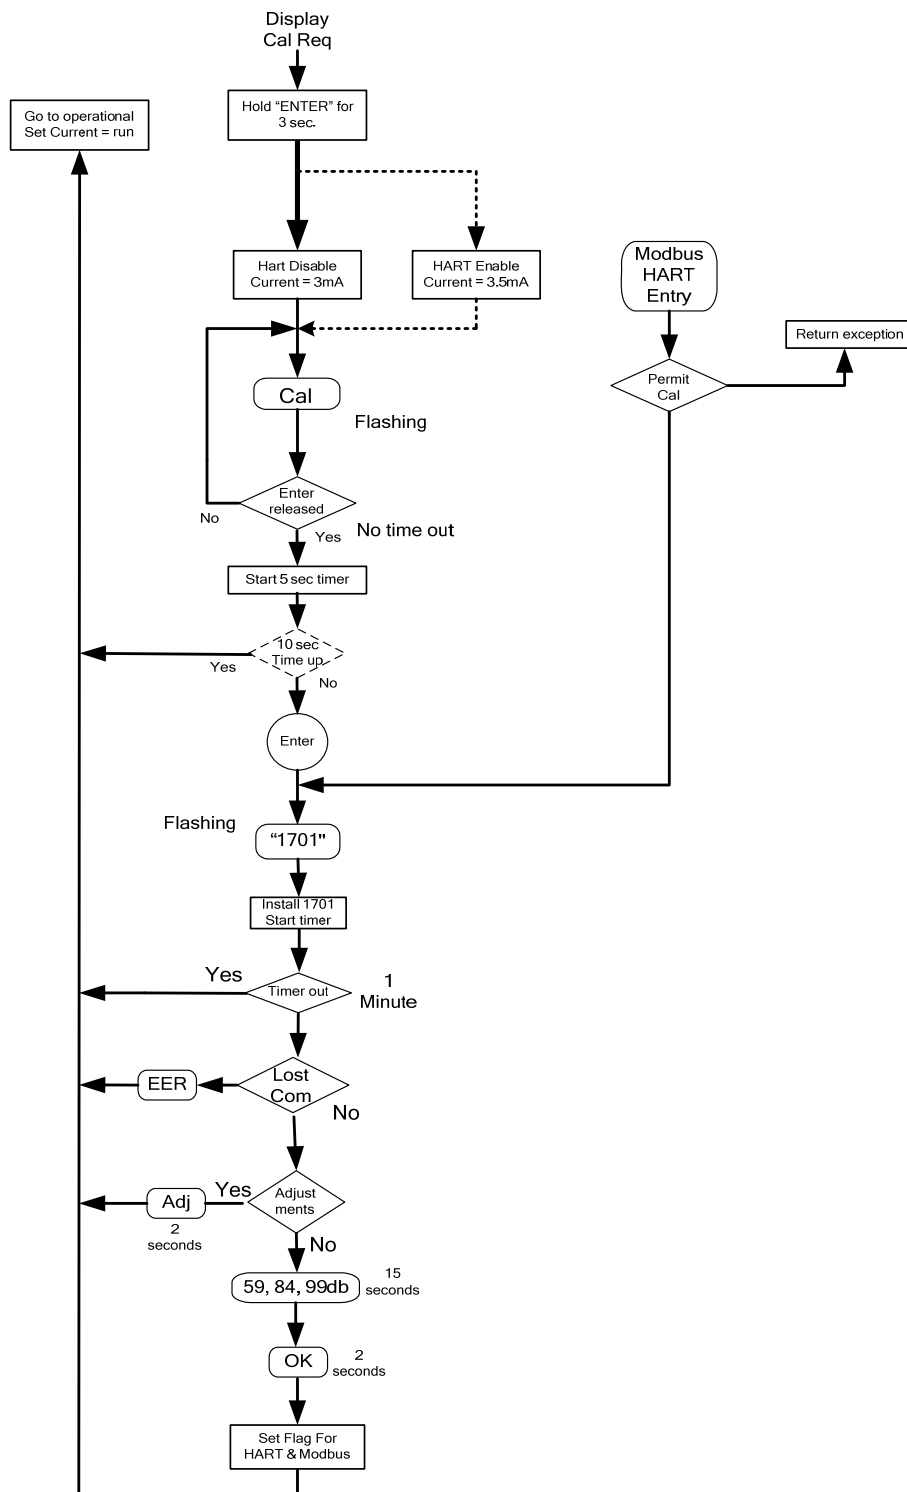 Display
Cal Req
Hold “ENTER” for
3 sec.
Go to operational
Set Current = run
Hart Disable
Current = 3mA
HART Enable
Current = 3.5mA
Modbus
HART
Entry
Return exception
Permit
Cal
Cal
Flashing
Enter
released
No
Yes
No time out
Start 5 sec timer
10 sec
Time up
Yes
No
Enter
Flashing
“1701"
Install 1701
Start timer
Yes
Timer out
1
Minute
EER
Lost
Com
No
Adj
Yes
Adjust
ments
2
seconds
No
59, 84, 99db
15
seconds
OK
2
seconds
Set Flag For
HART & Modbus